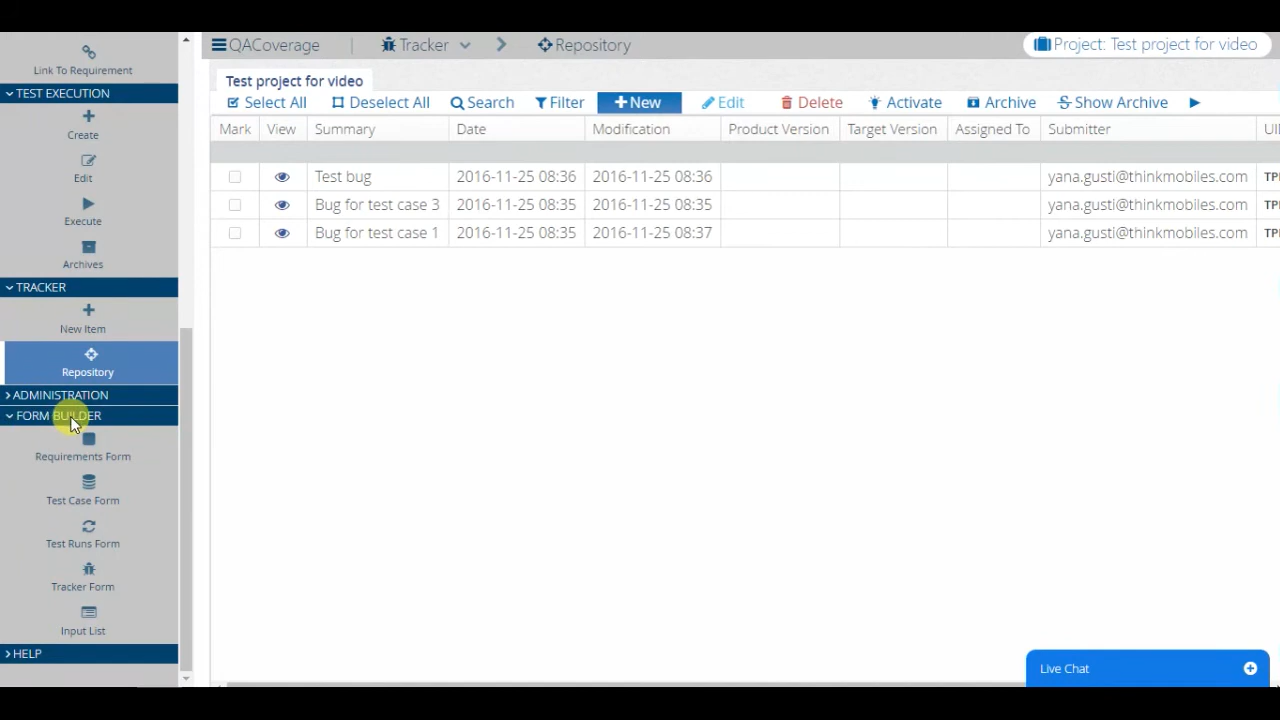 Link To Requirement
TEST EXECUTION
Create
Edit
Execute
Archives
TRACKER
New Item
Repository
ADMINISTRATION
FORM BUILDER
Requirements Form
Test Case Form
Test Runs Form
Tracker Form
Input List
HELP
QACoverage | Tracker Repository Project: Test project for video
Test project for video
Select All Deselect All Search Filter +New Edit Delete Activate Archive Show Archive
Mark View Summary Date Modification Product Version Target Version Assigned To Submitter
Test bug 2016-11-25 08:36 2016-11-25 08:36 yana.gusti@thinkmobiles.com
Bug for test case 3 2016-11-25 08:35 2016-11-25 08:35 yana.gusti@thinkmobiles.com
Bug for test case 1 2016-11-25 08:35 2016-11-25 08:37 yana.gusti@thinkmobiles.com
Live Chat